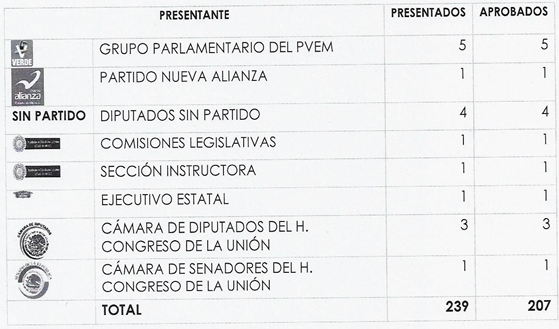 PRESENTANTE PRESENTADOS APROBADOS
VERDE GRUPO PARLAMENTARIO DEL PVEM 5 5
alianza PARTIDO NUEVA ALIANZA 1 1
SIN PARTIDO DIPUTADOS SIN PARTIDO 4 4
COMISIONES LEGISLATIVAS 1 1
SECCIÓN INSTRUCTORA 1 1
EJECUTIVO ESTATAL 1 1
CÁMARA DE DIPUTADOS
CÁMARA DE DIPUTADOS DEL H. 3 3
CONGRESO DE LA UNIÓN
CÁMARA DE SENADORES DEL H. 1 1
CONGRESO DE LA UNIÓN
TOTAL 239 207